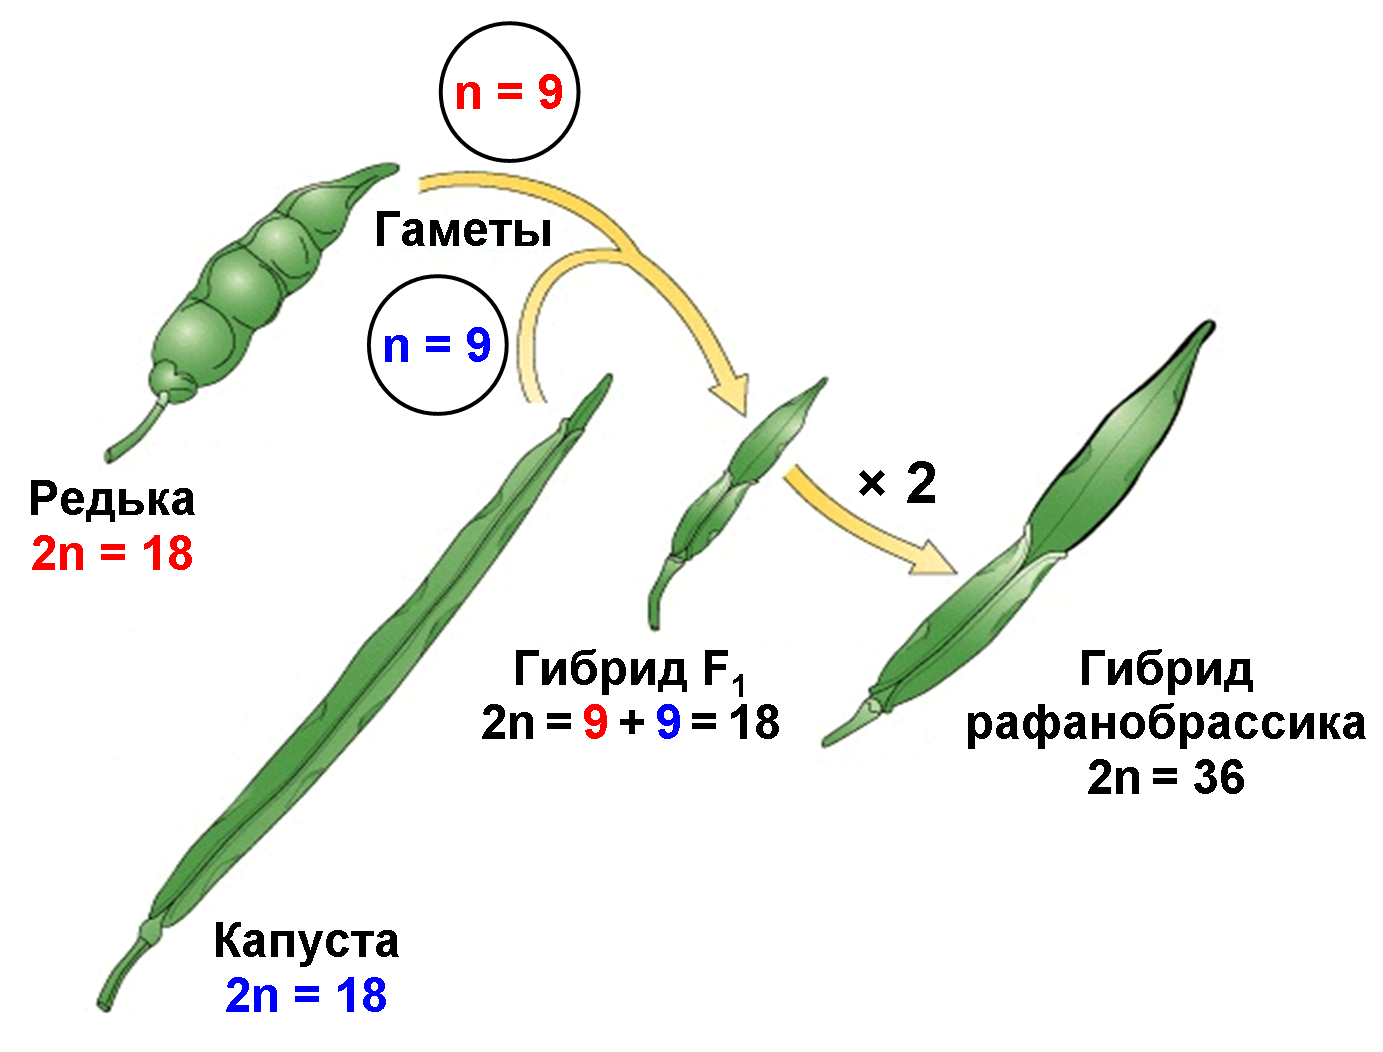 n = 9
Гаметы
n = 9
Редька
2n = 18
× 2
Гибрид F₁
2n = 9 + 9 = 18
Гибрид
рафанобрассика
2n = 36
Капуста
2n = 18